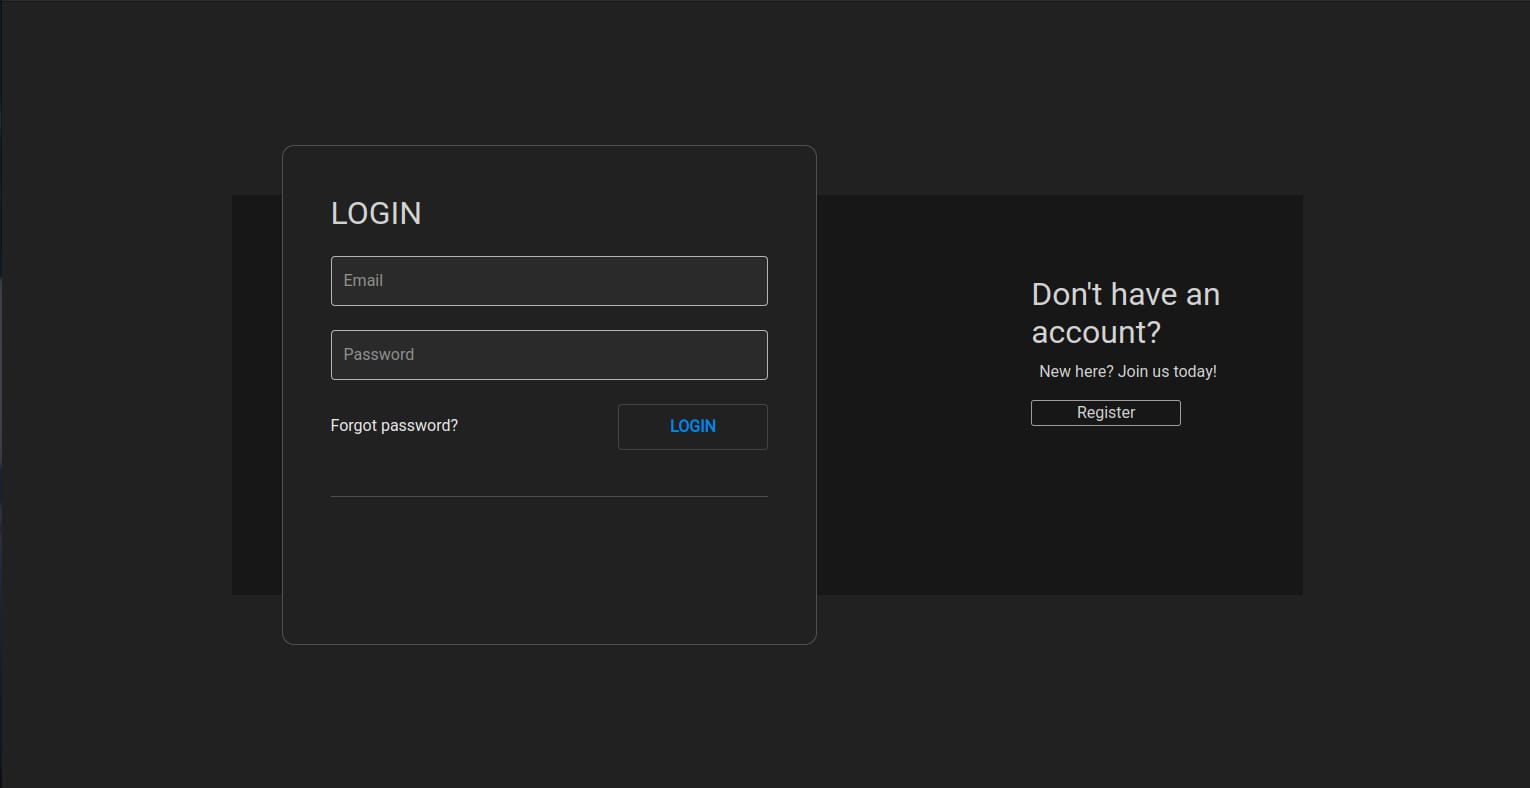 LOGIN
Email
Password
Forgot password?
LOGIN
Don't have an
account?
New here? Join us today!
Register